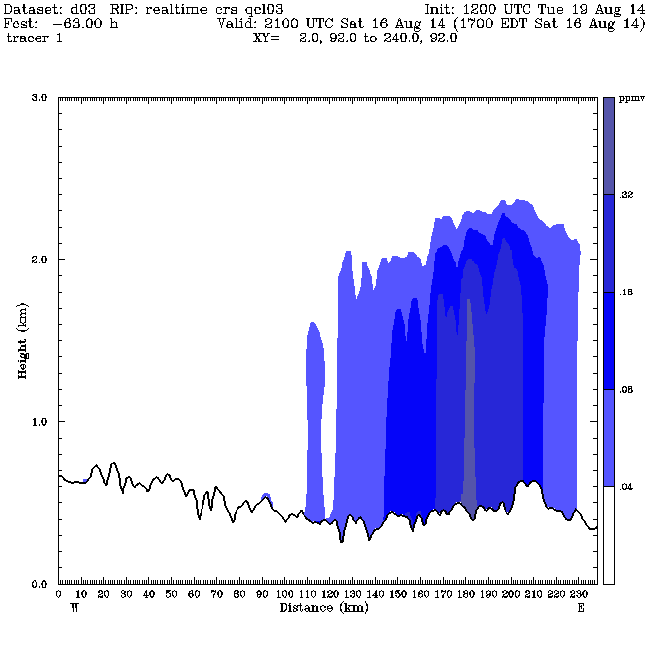 Dataset: d03 RIP: realtime crs qcl03 Init: 1200 UTC Tue 19 Aug 14
Fcst: -63.00 h Valid: 2100 UTC Sat 16 Aug 14 (1700 EDT Sat 16 Aug 14)
tracer 1 XY= 2.0, 92.0 to 240.0, 92.0
ppmv
3.0
.32
2.0
.16
Height (km)
1.0
.08
.04
0.0
0 10 20 30 40 50 60 70 80 90 100 110 120 130 140 150 160 170 180 190 200 210 220 230
W Distance (km) E